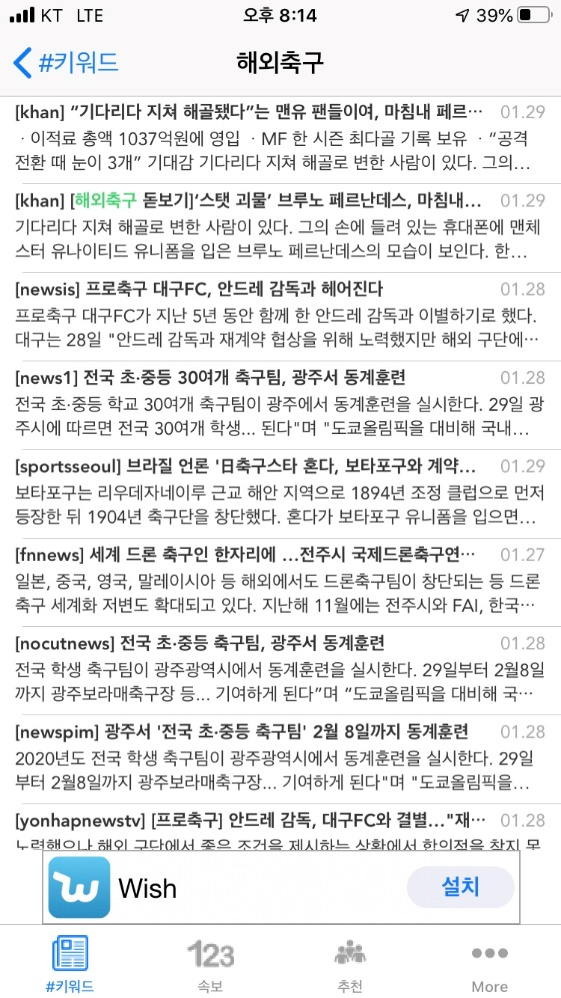 KT LTE 오후 8:14 39%
#키워드 해외축구
[khan] “기다리다 지쳐 해골됐다”는 맨유 팬들이여, 마침내 페르··· 01.29
· 이적료 총액 1037억원에 영입 · MF 한 시즌 최다골 기록 보유 · “공격
전환 때 눈이 3개” 기대감 기다리다 지쳐 해골로 변한 사람이 있다. 그의...
[khan] [해외축구 돋보기]‘스탯 괴물’ 브루노 페르난데스, 마침내... 01.29
기다리다 지쳐 해골로 변한 사람이 있다. 그의 손에 들려 있는 휴대폰에 맨체
스터 유나이티드 유니폼을 입은 브루노 페르난데스의 모습이 보인다. 한...
[newsis] 프로축구 대구FC, 안드레 감독과 헤어진다 01.28
프로축구 대구FC가 지난 5년 동안 함께 한 안드레 감독과 이별하기로 했다.
대구는 28일 "안드레 감독과 재계약 협상을 위해 노력했지만 해외 구단에···
[news1] 전국 초·중등 30여개 축구팀, 광주서 동계훈련 01.28
전국 초·중등 학교 30여개 축구팀이 광주에서 동계훈련을 실시한다. 29일 광
주시에 따르면 전국 30여개 학생... 된다"며 "도쿄올림픽을 대비해 국내...
[sportsseoul] 브라질 언론 '日축구스타 혼다, 보타포구와 계약... 01.29
보타포구는 리우데자네이루 근교 해안 지역으로 1894년 조정 클럽으로 먼저
등장한 뒤 1904년 축구단을 창단했다. 혼다가 보타포구 유니폼을 입으면...
[fnnews] 세계 드론 축구인 한자리에 ...전주시 국제드론축구연··· 01.27
일본, 중국, 영국, 말레이시아 등 해외에서도 드론축구팀이 창단되는 등 드론
축구 세계화 저변도 확대되고 있다. 지난해 11월에는 전주시와 FAI, 한국···
[nocutnews] 전국 초·중등 축구팀, 광주서 동계훈련 01.28
전국 학생 축구팀이 광주광역시에서 동계훈련을 실시한다. 29일부터 2월8일
까지 광주보라매축구장 등... 기여하게 된다”며 “도쿄올림픽을 대비해 국···
[newspim] 광주서 '전국 초·중등 축구팀' 2월 8일까지 동계훈련 01.28
2020년도 전국 학생 축구팀이 광주광역시에서 동계훈련을 실시한다. 29일
부터 2월8일까지 광주보라매축구장... 기여하게 된다"며 "도쿄올림픽을...
[yonhapnewstv] [프로축구] 안드레 감독, 대구FC와 결별..."재··· 01.28
노력했으나 해외 구단에서 좋은 조건을 제시하는 상황에서 합의점을 찾지 못
Wish 설치
#키워드 123 속보 추천 More